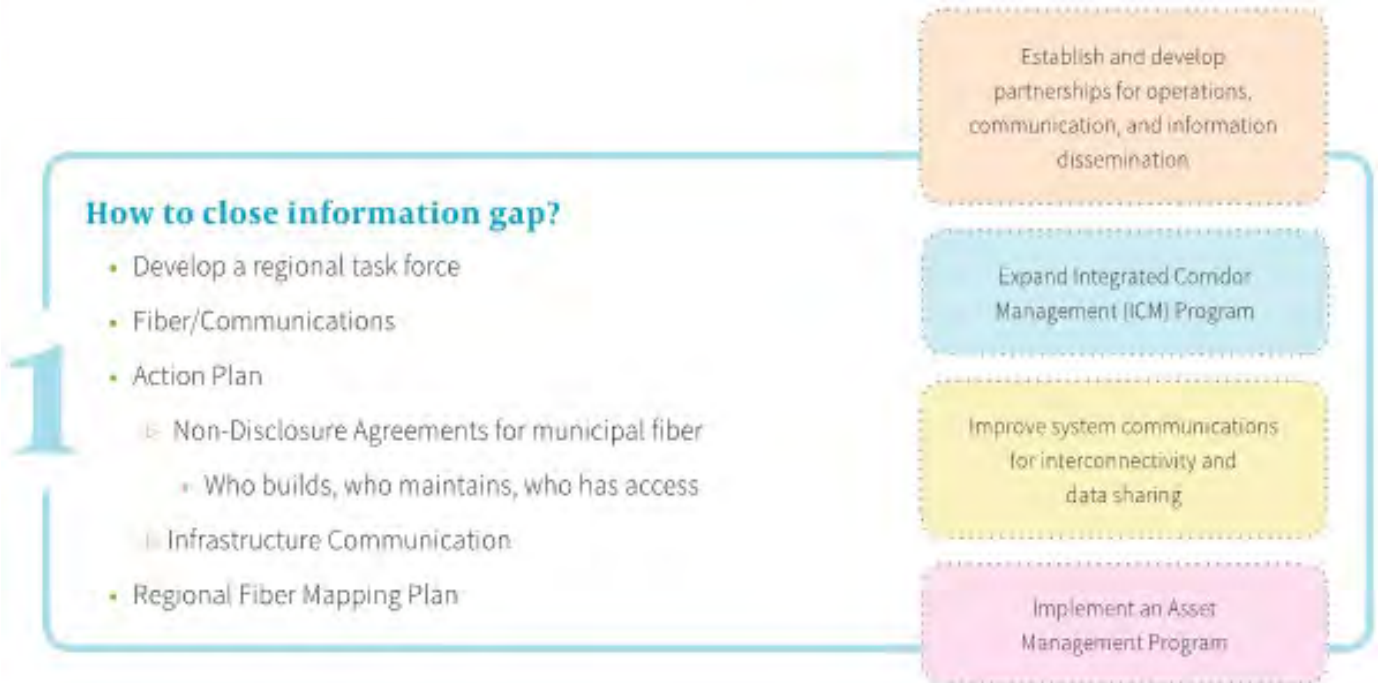 1
How to close information gap?
• Develop a regional task force
• Fiber/Communications
• Action Plan
▷ Non-Disclosure Agreements for municipal fiber
• Who builds, who maintains, who has access
▷ Infrastructure Communication
• Regional Fiber Mapping Plan
Establish and develop
partnerships for operations,
communication, and information
dissemination
Expand Integrated Corridor
Management (ICM) Program
Improve system communications
for interconnectivity and
data sharing
Implement an Asset
Management Program